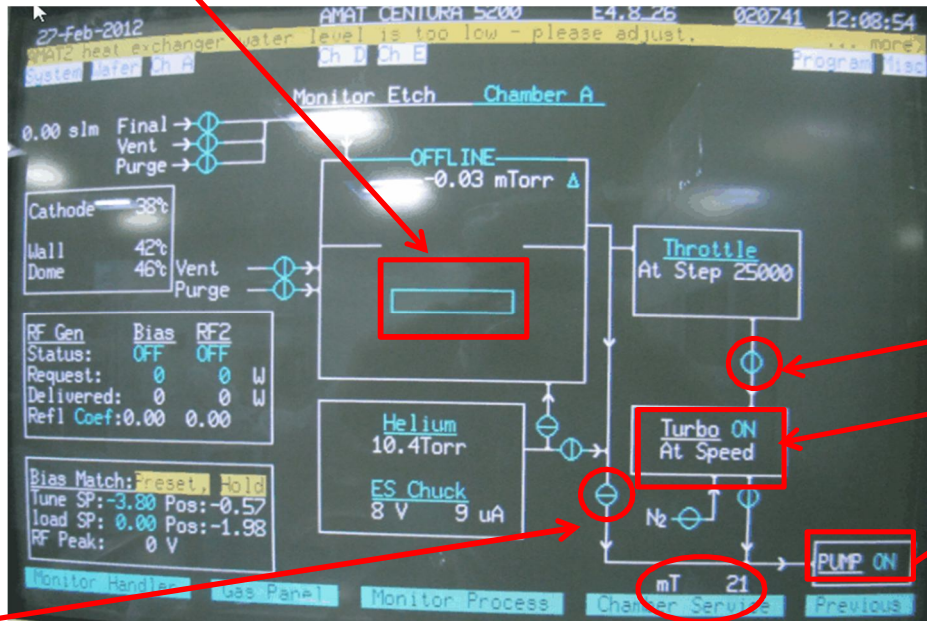 AMAT CENTURA 5200 E4.8_26 020741 12:08:54
27-Feb-2012
AMAT2 heat exchanger water level is too low - please adjust. ... more>
System Wafer Ch A Ch D Ch E Program Misc
Monitor Etch Chamber A
0.00 slm Final
Vent
Purge
OFFLINE
-0.03 mTorr
Cathode 38°c
Wall 42°c
Dome 46°c
Vent
Purge
Throttle
At Step 25000
RF Gen Bias RF2
Status: OFF OFF
Request: 0 0 W
Delivered: 0 0 W
Refl Coef:0.00 0.00
Helium
10.4Torr
ES Chuck
8 V 9 uA
Turbo ON
At Speed
N2
Bias Match:Preset, Hold
Tune SP:-3.80 Pos:-0.57
load SP: 0.00 Pos:-1.98
RF Peak: 0 V
PUMP ON
mT 21
Monitor Handler Gas Panel Monitor Process Chamber Service Previous